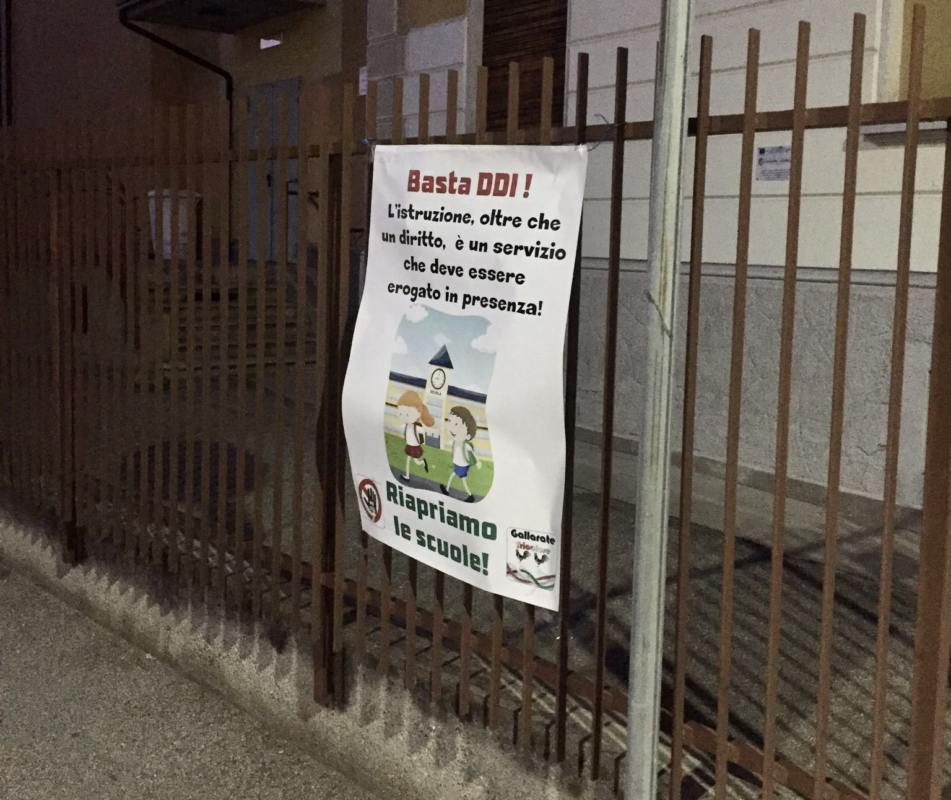 Basta DDI !
L'istruzione, oltre che
un diritto, è un servizio
che deve essere
erogato in presenza!
SCUOLA
Riapriamo
le scuole!
Gallarate